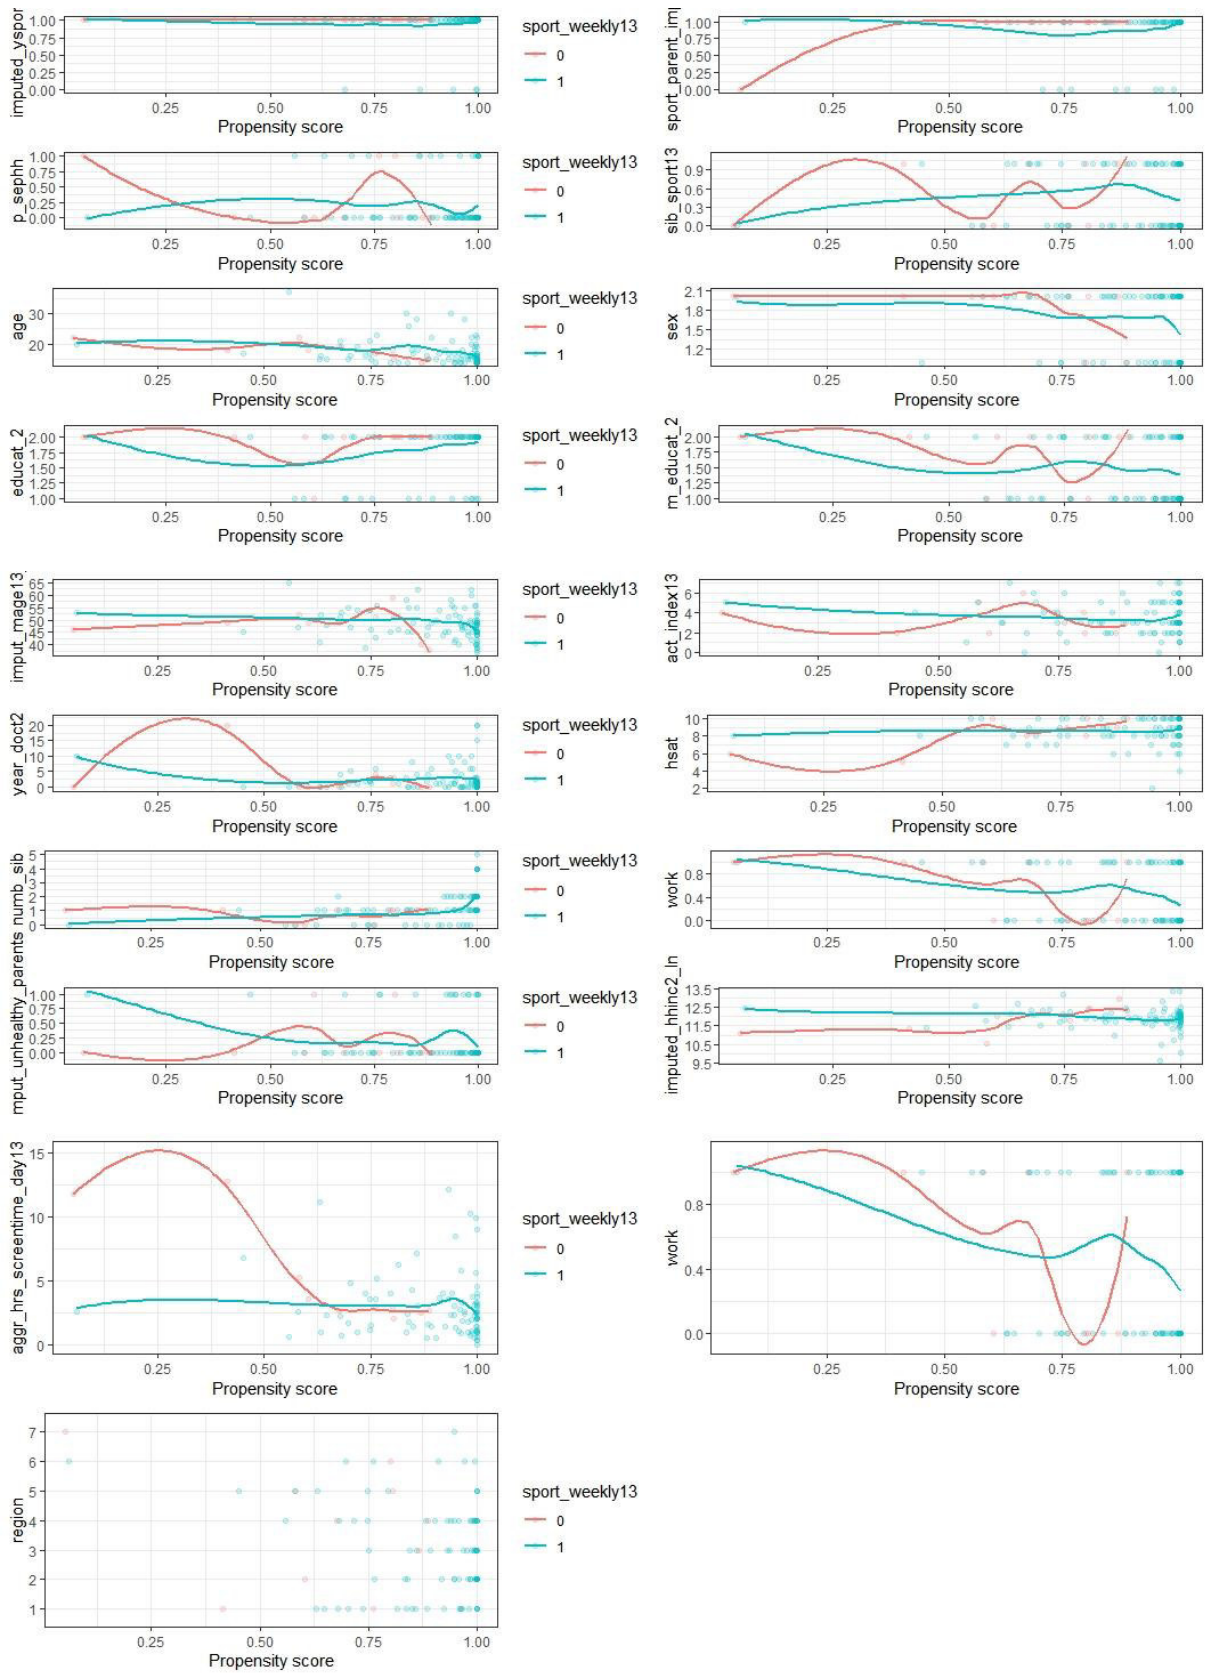 imputed_yspor
1.00
0.75
0.50
0.25
0.00
0.25 0.50 0.75 1.00
Propensity score
sport_weekly13
0
1
sport_parent_imp
1.00
0.75
0.50
0.25
0.00
0.25 0.50 0.75 1.00
Propensity score
p_sephh
1.00
0.75
0.50
0.25
0.00
0.25 0.50 0.75 1.00
Propensity score
sport_weekly13
0
1
sib_sport13
0.9
0.6
0.3
0.0
0.25 0.50 0.75 1.00
Propensity score
age
30
20
0.25 0.50 0.75 1.00
Propensity score
sport_weekly13
0
1
sex
2.1
1.8
1.5
1.2
0.25 0.50 0.75 1.00
Propensity score
educat_2
2.00
1.75
1.50
1.25
1.00
0.25 0.50 0.75 1.00
Propensity score
sport_weekly13
0
1
m_educat_2
2.00
1.75
1.50
1.25
1.00
0.25 0.50 0.75 1.00
Propensity score
imput_mage13
65
60
55
50
45
40
0.25 0.50 0.75 1.00
Propensity score
sport_weekly13
0
1
act_index13
6
4
2
0
0.25 0.50 0.75 1.00
Propensity score
year_doct2
20
15
10
5
0
0.25 0.50 0.75 1.00
Propensity score
sport_weekly13
0
1
hsat
10
8
6
4
2
0.25 0.50 0.75 1.00
Propensity score
numb_sib
5
4
3
2
1
0
0.25 0.50 0.75 1.00
Propensity score
sport_weekly13
0
1
work
0.8
0.4
0.0
0.25 0.50 0.75 1.00
Propensity score
mput_unhealthy_parents
1.00
0.75
0.50
0.25
0.00
0.25 0.50 0.75 1.00
Propensity score
sport_weekly13
0
1
imputed_hhinc2_ln
13.5
12.5
11.5
10.5
9.5
0.25 0.50 0.75 1.00
Propensity score
aggr_hrs_screentime_day13
15
10
5
0
0.25 0.50 0.75 1.00
Propensity score
sport_weekly13
0
1
work
0.8
0.4
0.0
0.25 0.50 0.75 1.00
Propensity score
region
7
6
5
4
3
2
1
0.25 0.50 0.75 1.00
Propensity score
sport_weekly13
0
1